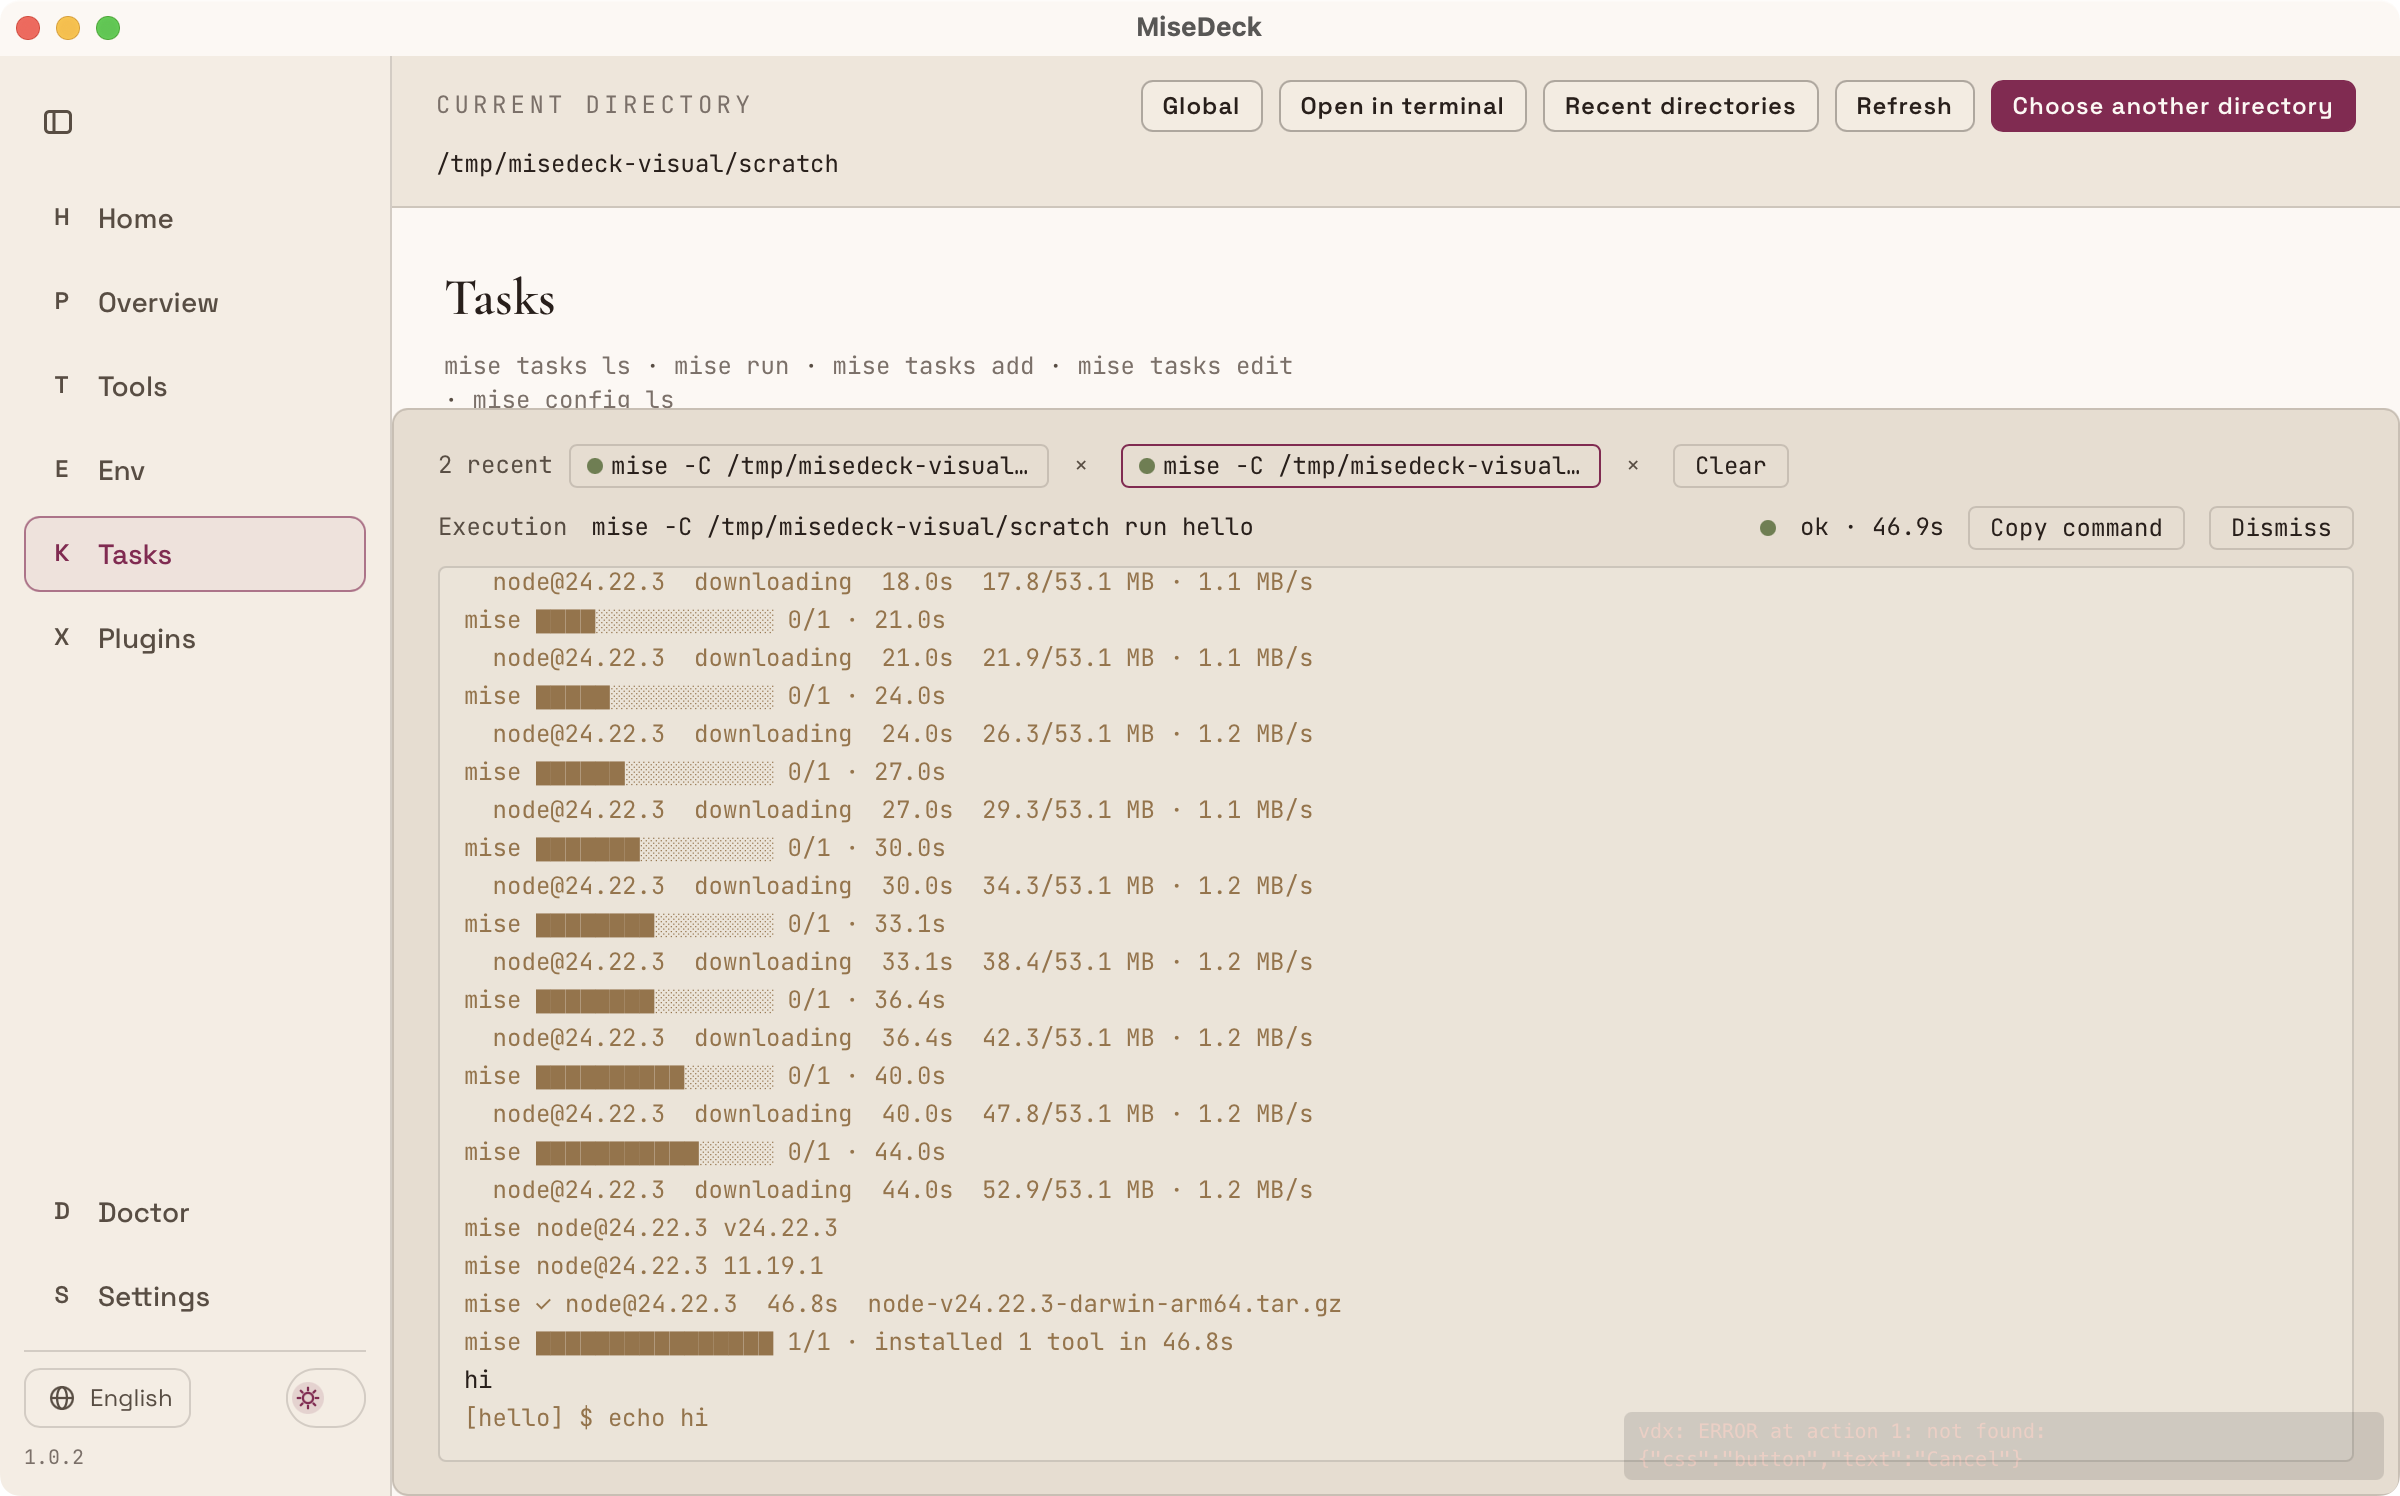 MiseDeck
CURRENT DIRECTORY
/tmp/misedeck-visual/scratch
Global
Open in terminal
Recent directories
Refresh
Choose another directory
H Home
P Overview
T Tools
E Env
K Tasks
X Plugins
D Doctor
S Settings
English
1.0.2
Tasks
mise tasks ls · mise run · mise tasks add · mise tasks edit
· mise config ls
2 recent
mise -C /tmp/misedeck-visual… ×
mise -C /tmp/misedeck-visual… ×
Clear
Execution mise -C /tmp/misedeck-visual/scratch run hello
ok · 46.9s
Copy command
Dismiss
node@24.22.3 downloading 18.0s 17.8/53.1 MB · 1.1 MB/s
mise ████░░░░░░░░░░░░ 0/1 · 21.0s
node@24.22.3 downloading 21.0s 21.9/53.1 MB · 1.1 MB/s
mise █████░░░░░░░░░░░ 0/1 · 24.0s
node@24.22.3 downloading 24.0s 26.3/53.1 MB · 1.2 MB/s
mise ██████░░░░░░░░░░ 0/1 · 27.0s
node@24.22.3 downloading 27.0s 29.3/53.1 MB · 1.1 MB/s
mise ███████░░░░░░░░░ 0/1 · 30.0s
node@24.22.3 downloading 30.0s 34.3/53.1 MB · 1.2 MB/s
mise ████████░░░░░░░░ 0/1 · 33.1s
node@24.22.3 downloading 33.1s 38.4/53.1 MB · 1.2 MB/s
mise ████████░░░░░░░░ 0/1 · 36.4s
node@24.22.3 downloading 36.4s 42.3/53.1 MB · 1.2 MB/s
mise ██████████░░░░░░ 0/1 · 40.0s
node@24.22.3 downloading 40.0s 47.8/53.1 MB · 1.2 MB/s
mise ███████████░░░░░ 0/1 · 44.0s
node@24.22.3 downloading 44.0s 52.9/53.1 MB · 1.2 MB/s
mise node@24.22.3 v24.22.3
mise node@24.22.3 11.19.1
mise ✓ node@24.22.3 46.8s node-v24.22.3-darwin-arm64.tar.gz
mise ████████████████ 1/1 · installed 1 tool in 46.8s
hi
[hello] $ echo hi
vdx: ERROR at action 1: not found:
{"css":"button","text":"Cancel"}